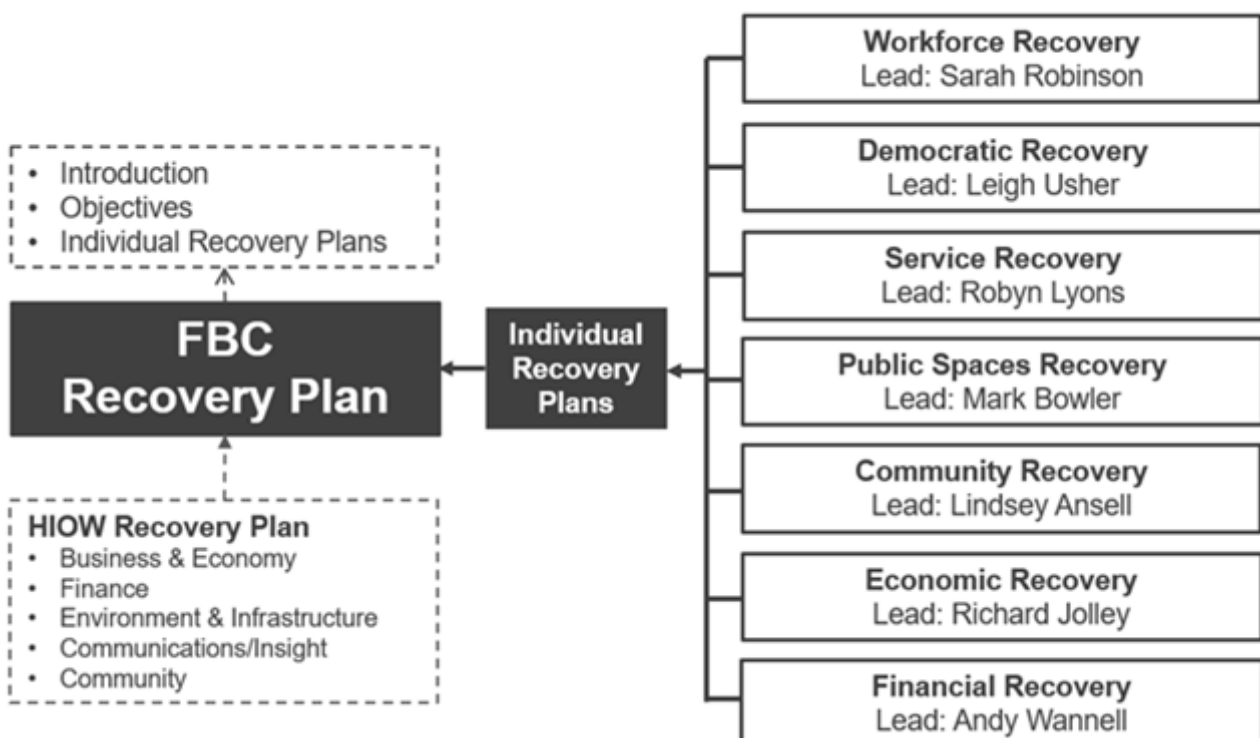 • Introduction
• Objectives
• Individual Recovery Plans
FBC
Recovery Plan
HIOW Recovery Plan
• Business & Economy
• Finance
• Environment & Infrastructure
• Communications/Insight
• Community
Individual
Recovery
Plans
Workforce Recovery
Lead: Sarah Robinson
Democratic Recovery
Lead: Leigh Usher
Service Recovery
Lead: Robyn Lyons
Public Spaces Recovery
Lead: Mark Bowler
Community Recovery
Lead: Lindsey Ansell
Economic Recovery
Lead: Richard Jolley
Financial Recovery
Lead: Andy Wannell